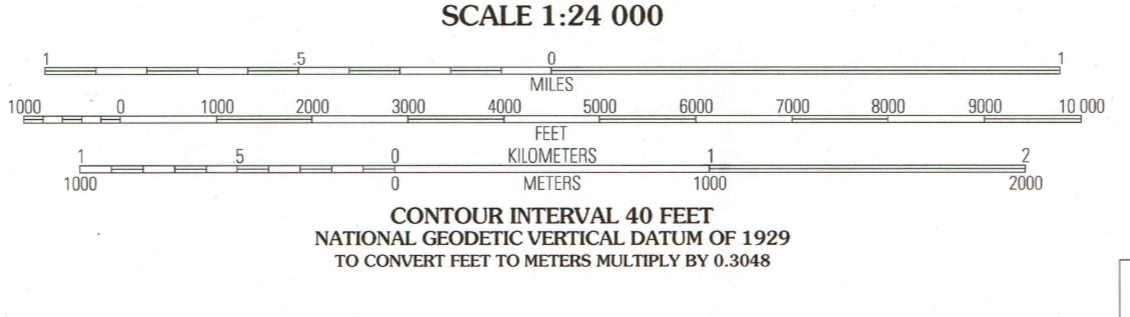 SCALE 1:24 000
1 .5 0 1
MILES
1000 0 1000 2000 3000 4000 5000 6000 7000 8000 9000 10 000
FEET
1 .5 0 KILOMETERS 1 2
1000 0 METERS 1000 2000
CONTOUR INTERVAL 40 FEET
NATIONAL GEODETIC VERTICAL DATUM OF 1929
TO CONVERT FEET TO METERS MULTIPLY BY 0.3048